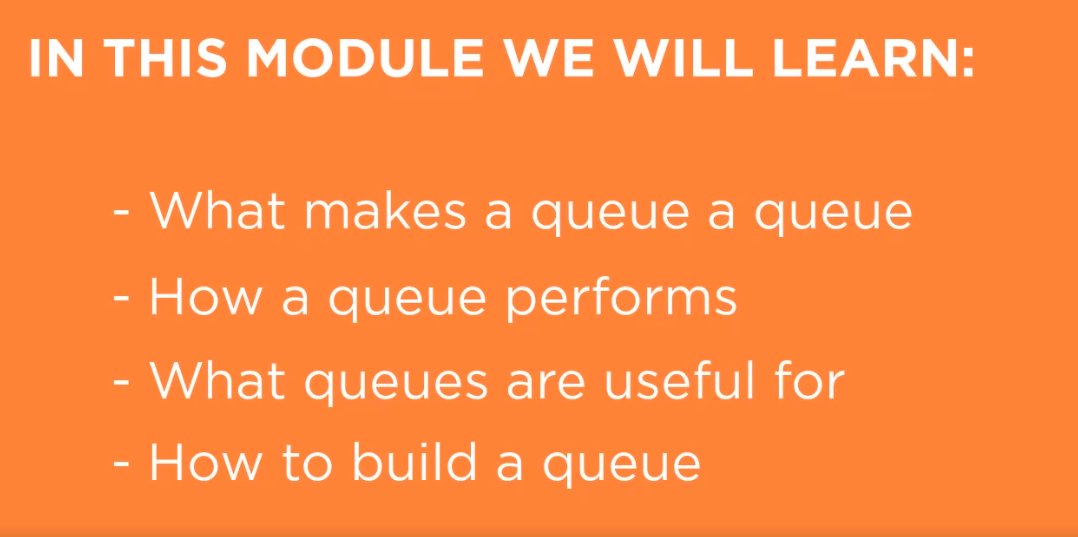 IN THIS MODULE WE WILL LEARN:
- What makes a queue a queue
- How a queue performs
- What queues are useful for
- How to build a queue